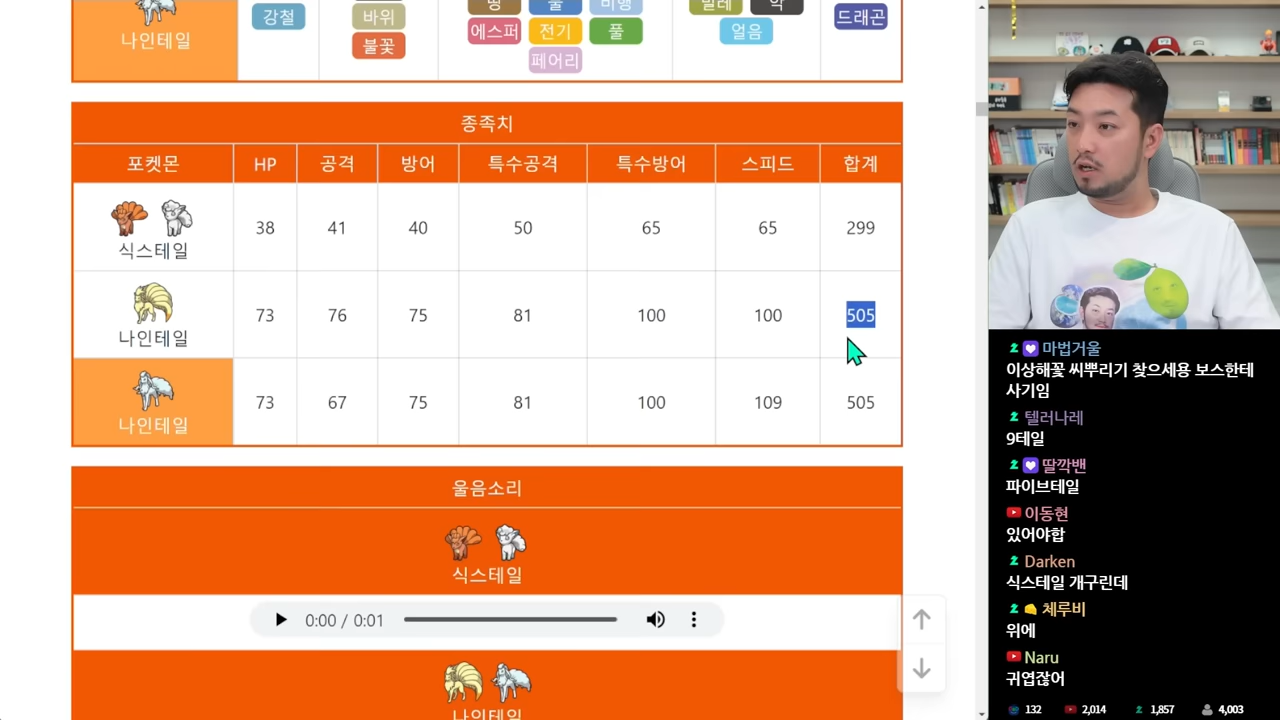 나인테일
강철
바위
불꽃
땅 물 비행
에스퍼 전기 풀
페어리
벌레 악
얼음
드래곤
종족치
포켓몬 HP 공격 방어 특수공격 특수방어 스피드 합계
식스테일 38 41 40 50 65 65 299
나인테일 73 76 75 81 100 100 505
나인테일 73 67 75 81 100 109 505
울음소리
식스테일
0:00 / 0:01
나인테일
마법거울
이상해꽃 씨뿌리기 찾으세용 보스한테
사기임
텔러나레
9테일
딸깍밴
파이브테일
이동현
있어야합
Darken
식스테일 개구린데
체루비
위에
Naru
귀엽잖어
132 2,014 1,857 4,003